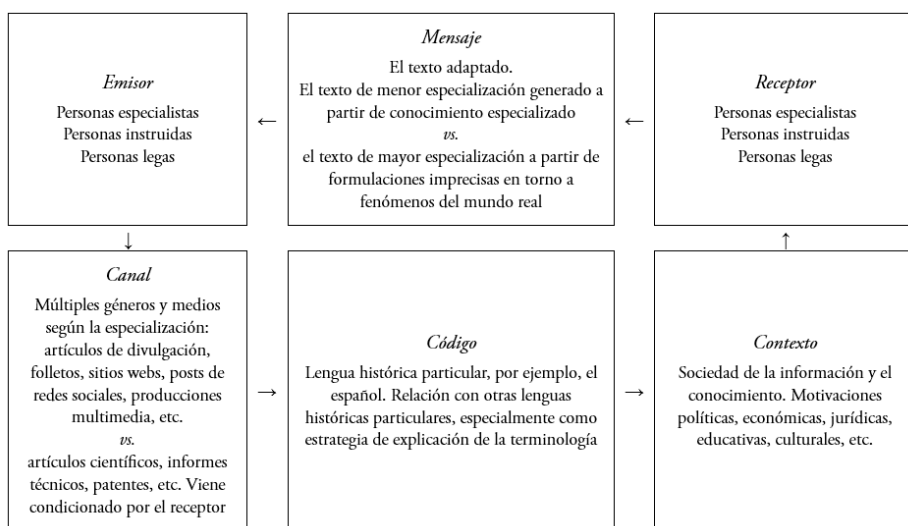 Emisor
Personas especialistas
Personas instruidas
Personas legas
←
Mensaje
El texto adaptado.
El texto de menor especialización generado a
partir de conocimiento especializado
vs.
el texto de mayor especialización a partir de
formulaciones imprecisas en torno a
fenómenos del mundo real
←
Receptor
Personas especialistas
Personas instruidas
Personas legas
↓
↑
Canal
Múltiples géneros y medios
según la especialización:
artículos de divulgación,
folletos, sitios webs, posts de
redes sociales, producciones
multimedia, etc.
vs.
artículos científicos, informes
técnicos, patentes, etc. Viene
condicionado por el receptor
→
Código
Lengua histórica particular, por ejemplo, el
español. Relación con otras lenguas
históricas particulares, especialmente como
estrategia de explicación de la terminología
→
Contexto
Sociedad de la información y el
conocimiento. Motivaciones
políticas, económicas, jurídicas,
educativas, culturales, etc.